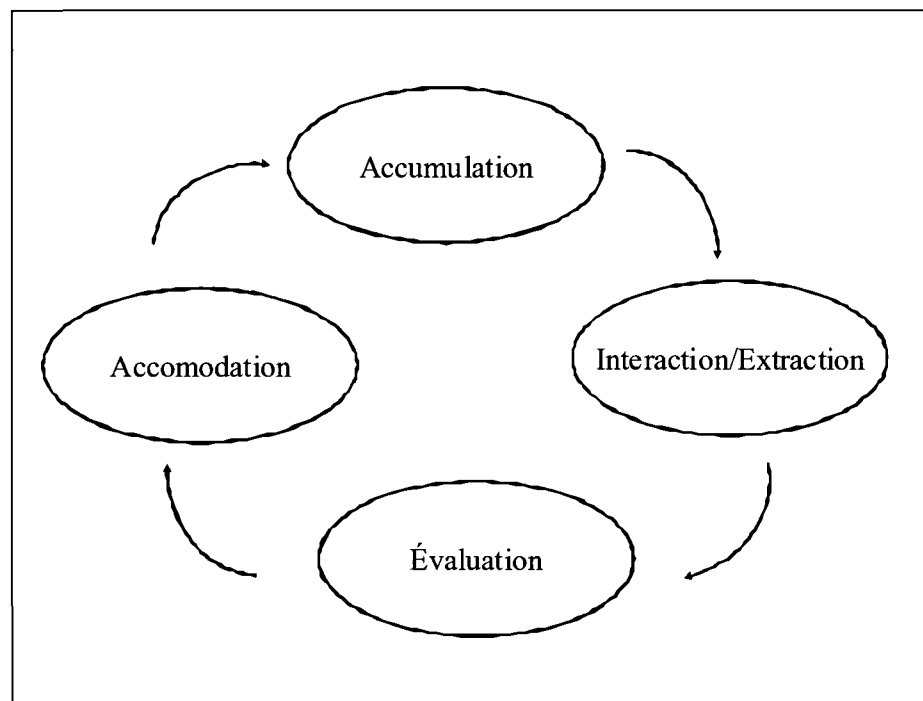 Accumulation
Interaction/Extraction
Évaluation
Accomodation